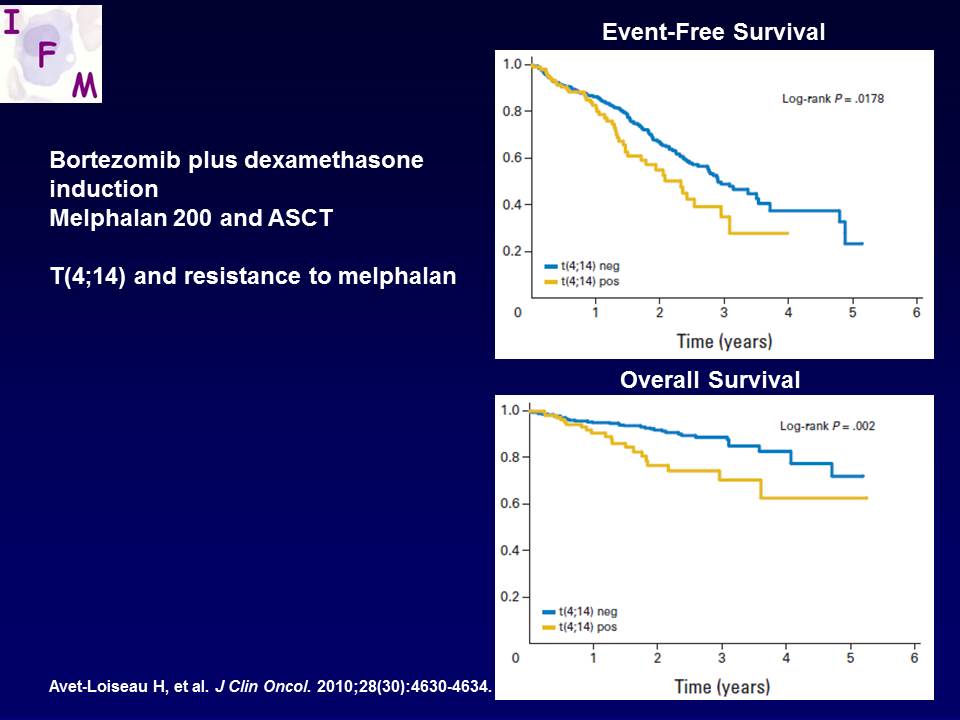 I
F
M
Bortezomib plus dexamethasone
induction
Melphalan 200 and ASCT
T(4;14) and resistance to melphalan
Event-Free Survival
Log-rank P = .0178
1.0
0.8
0.6
0.4
0.2
t(4;14) neg
t(4;14) pos
0 1 2 3 4 5 6
Time (years)
Overall Survival
Log-rank P = .002
1.0
0.8
0.6
0.4
0.2
t(4;14) neg
t(4;14) pos
0 1 2 3 4 5 6
Time (years)
Avet-Loiseau H, et al. J Clin Oncol. 2010;28(30):4630-4634.